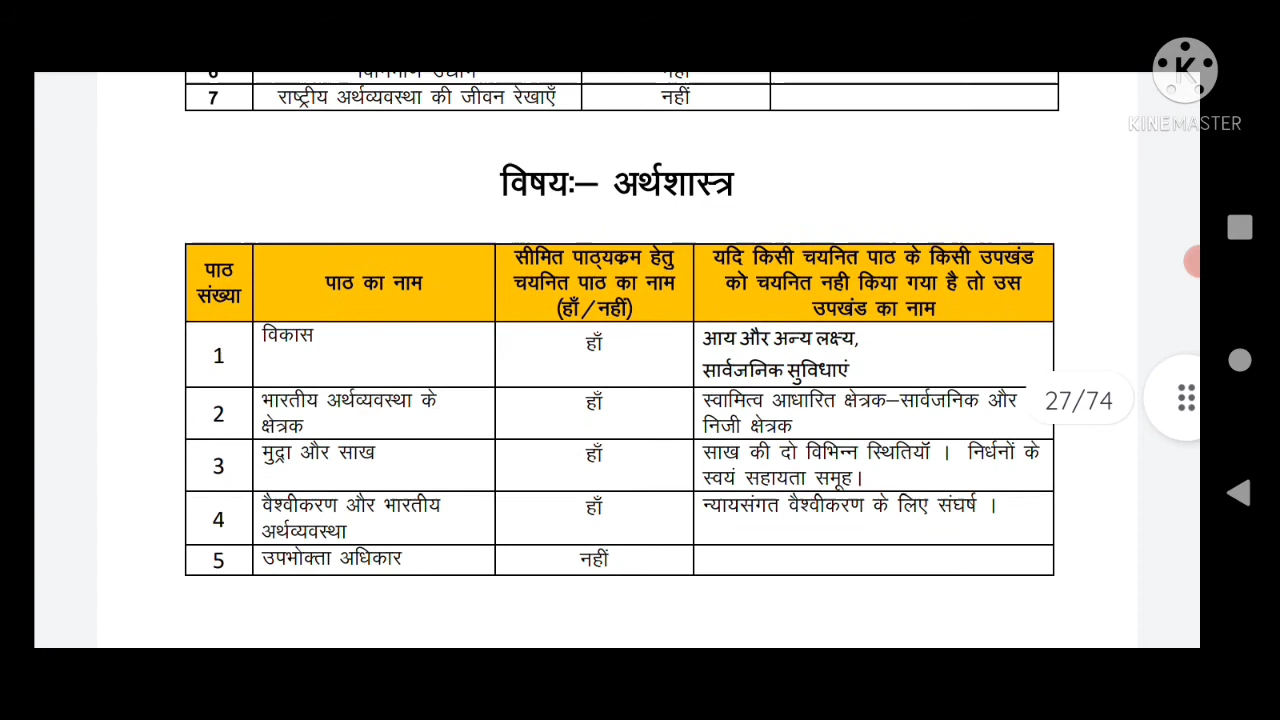 7 राष्ट्रीय अर्थव्यवस्था की जीवन रेखाएँ नहीं
KINEMASTER
विषयः– अर्थशास्त्र
पाठ संख्या
पाठ का नाम
सीमित पाठ्यक्रम हेतु
चयनित पाठ का नाम
(हाँ/नहीं)
यदि किसी चयनित पाठ के किसी उपखंड
को चयनित नही किया गया है तो उस
उपखंड का नाम
1 विकास हाँ आय और अन्य लक्ष्य,
सार्वजनिक सुविधाएं
2 भारतीय अर्थव्यवस्था के हाँ स्वामित्व आधारित क्षेत्रक–सार्वजनिक और
क्षेत्रक निजी क्षेत्रक
27/74
3 मुद्रा और साख हाँ साख की दो विभिन्न स्थितियाँ । निर्धनों के
स्वयं सहायता समूह।
4 वैश्वीकरण और भारतीय हाँ न्यायसंगत वैश्वीकरण के लिए संघर्ष ।
अर्थव्यवस्था
5 उपभोक्ता अधिकार नहीं